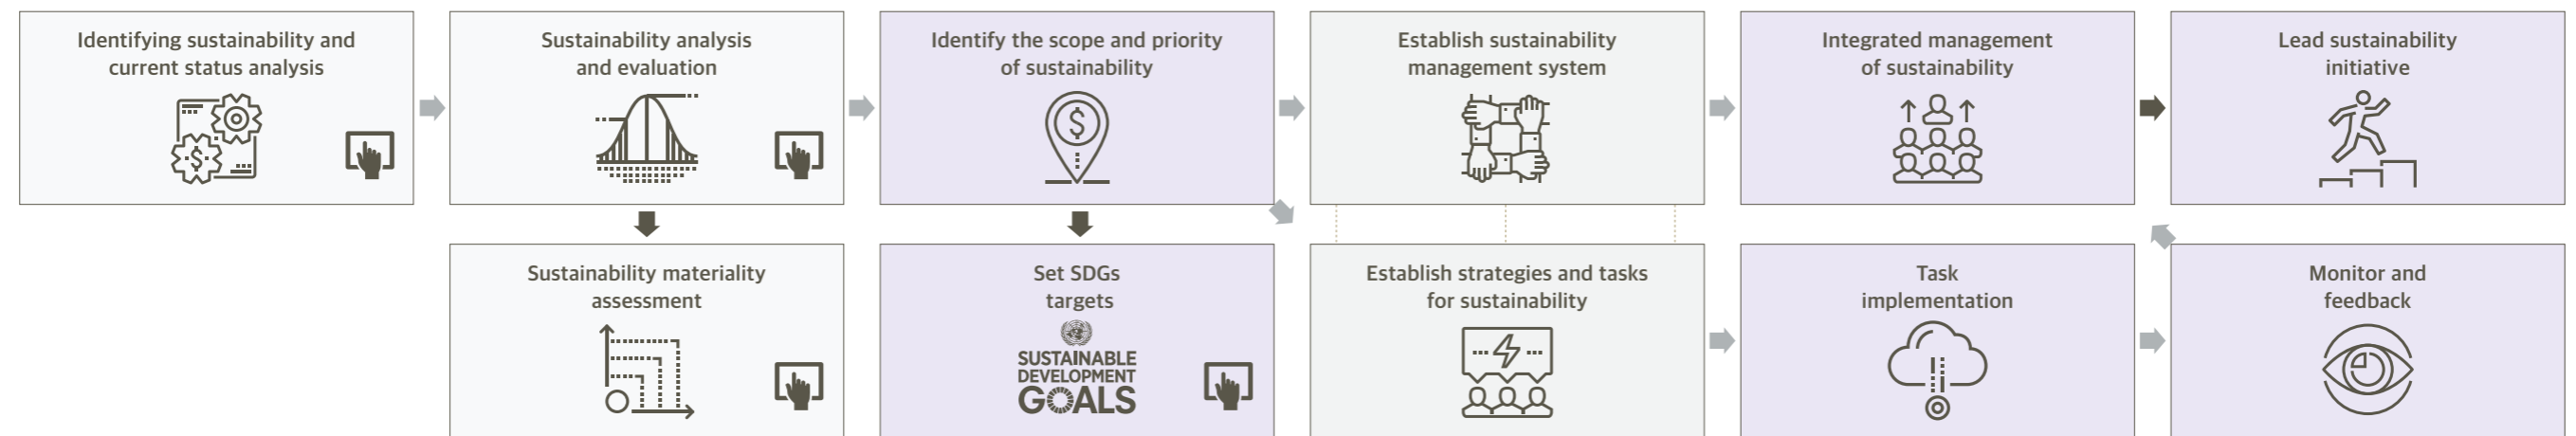 Identifying sustainability and
current status analysis
Sustainability analysis
and evaluation
Identify the scope and priority
of sustainability
Establish sustainability
management system
Integrated management
of sustainability
Lead sustainability
initiative
Sustainability materiality
assessment
Set SDGs
targets
SUSTAINABLE
DEVELOPMENT
GOALS
Establish strategies and tasks
for sustainability
Task
implementation
Monitor and
feedback